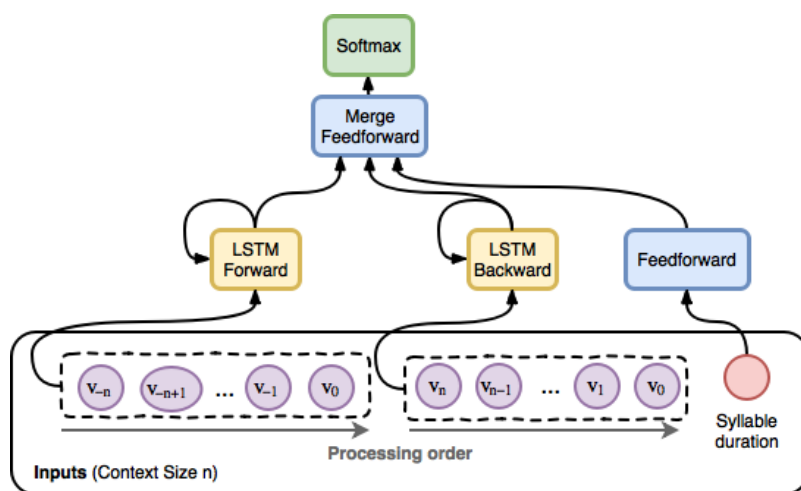 Softmax
Merge
Feedforward
LSTM
Forward
LSTM
Backward
Feedforward
v₋ₙ v₋ₙ₊₁ ... v₋₁ v₀
vₙ vₙ₋₁ ... v₁ v₀
Syllable
duration
Processing order
Inputs (Context Size n)